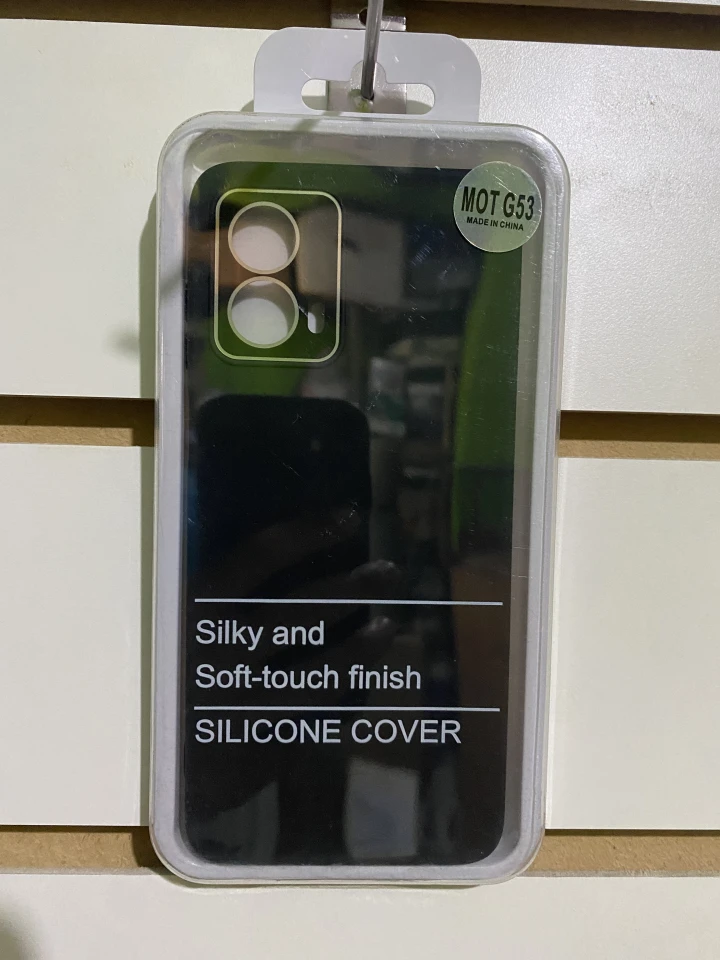 MOT G53
MADE IN CHINA
Silky and
Soft-touch finish
SILICONE COVER